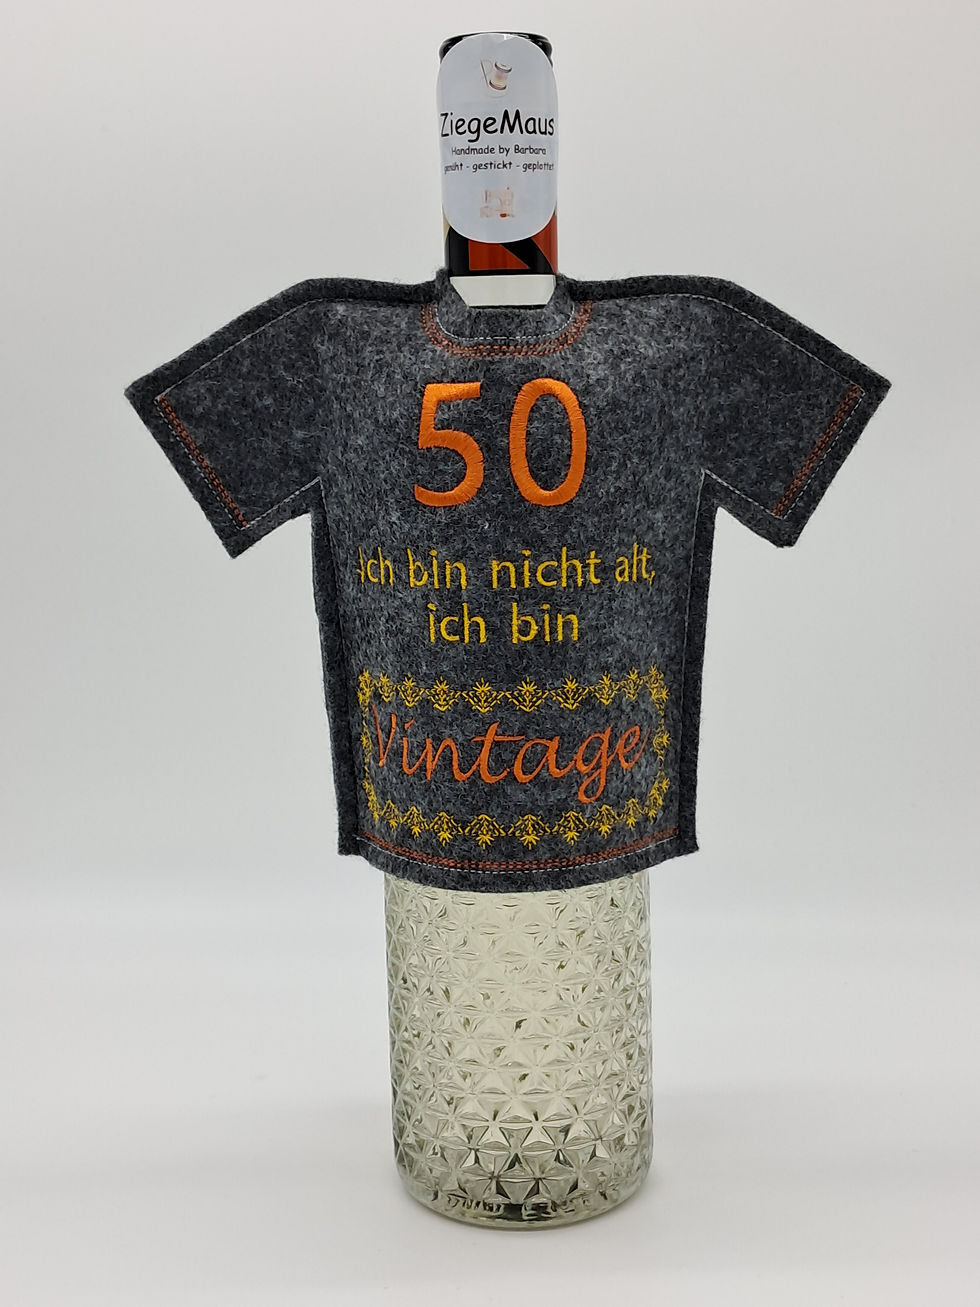 ZiegeMaus
Handmade by Barbara
genäht - gestickt - geplottet
50
Ich bin nicht alt,
ich bin
Vintage